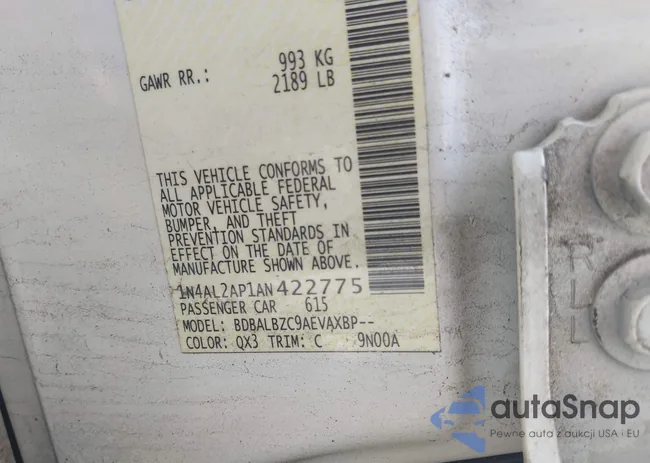 993 KG
GAWR RR.: 2189 LB
THIS VEHICLE CONFORMS TO
ALL APPLICABLE FEDERAL
MOTOR VEHICLE SAFETY,
BUMPER, AND THEFT
PREVENTION STANDARDS IN
EFFECT ON THE DATE OF
MANUFACTURE SHOWN ABOVE.
1N4AL2AP1AN422775
PASSENGER CAR 615
MODEL: BDBALBZC9AEVAXBP--
COLOR: QX3 TRIM: C 9N00A
autaSnap
Pewne auta z aukcji USA i EU